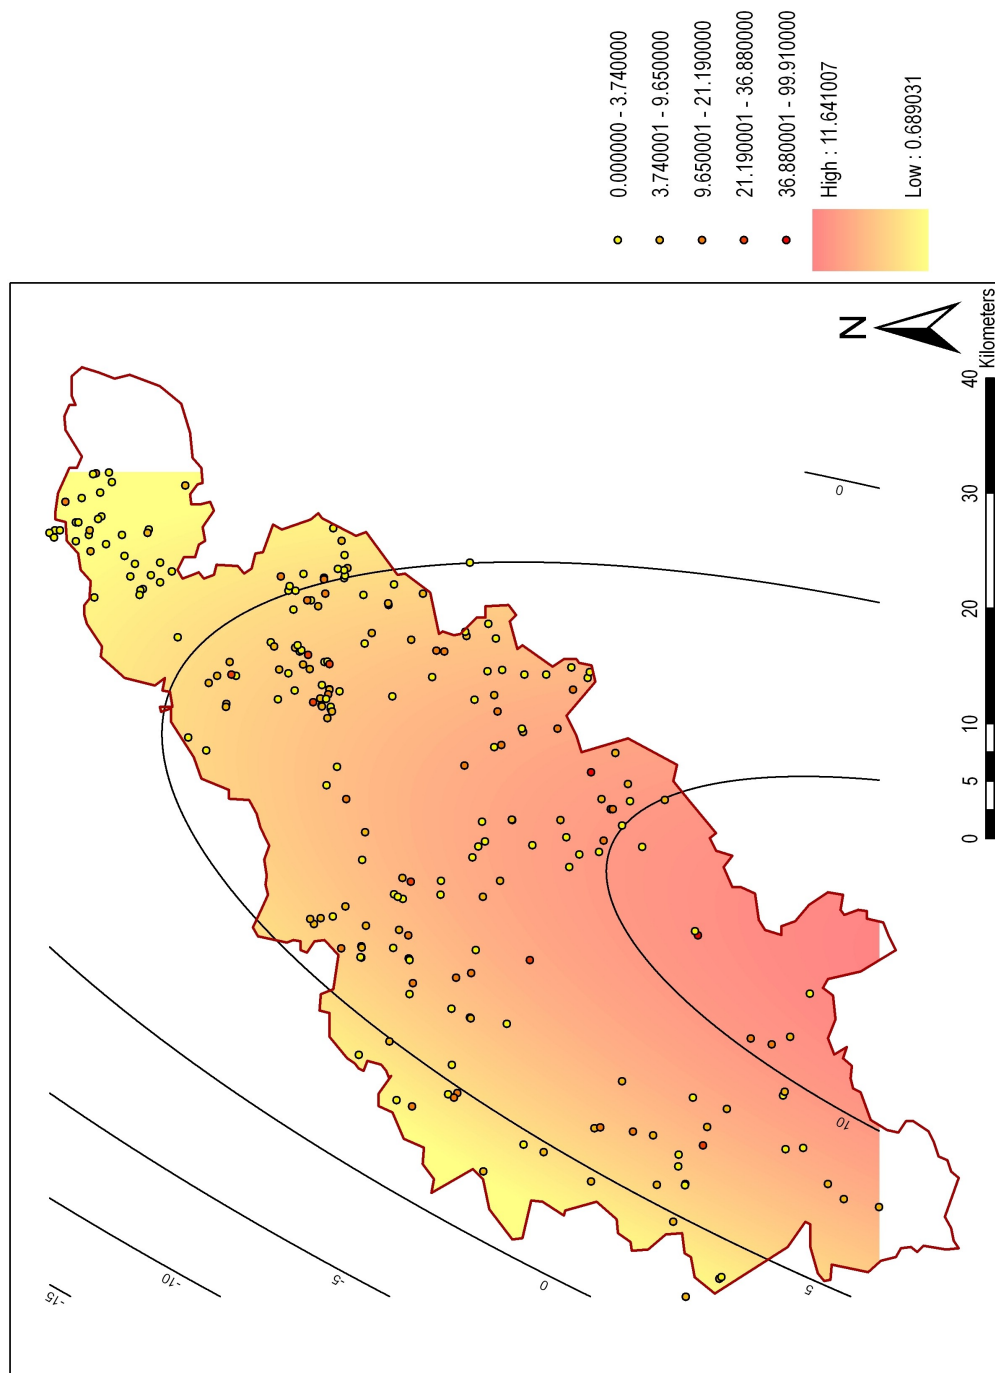 0.000000 - 3.740000
3.740001 - 9.650000
9.650001 - 21.190000
21.190001 - 36.880000
36.880001 - 99.910000
High : 11.641007
Low : 0.689031
N
0 5 10 20 30 40
Kilometers
0
-15
-10
-5
0
5
10